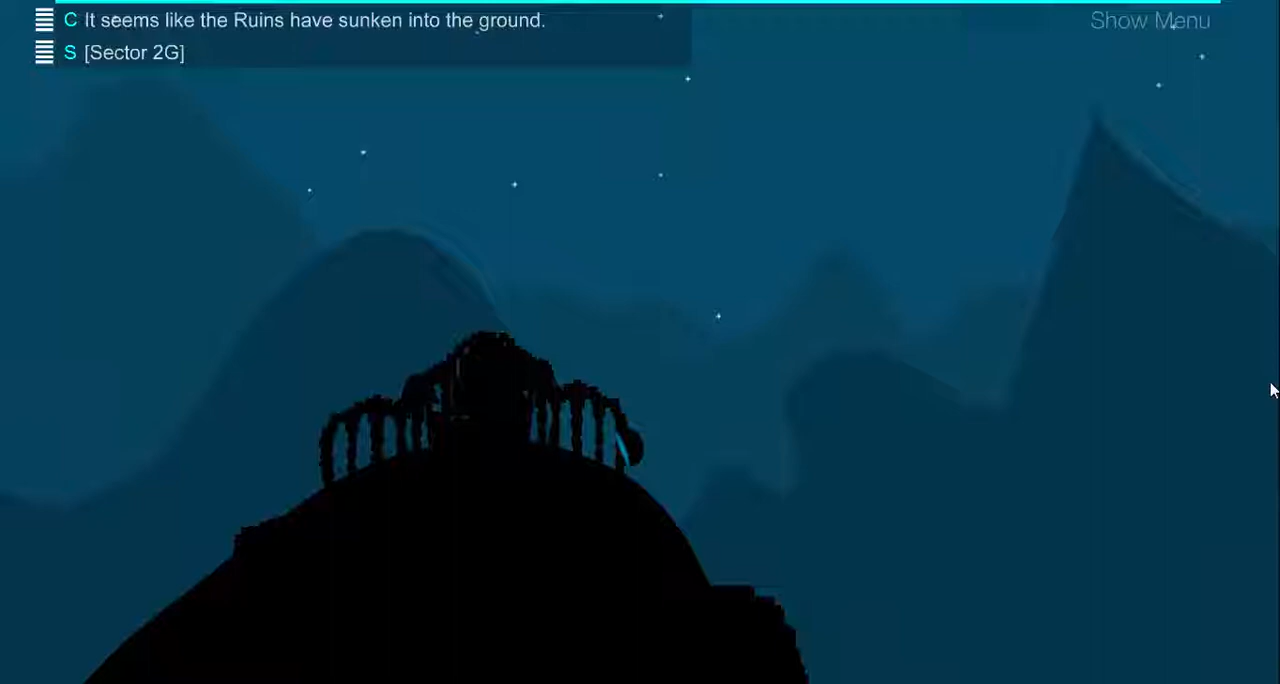 C It seems like the Ruins have sunken into the ground.
Show Menu
S [Sector 2G]